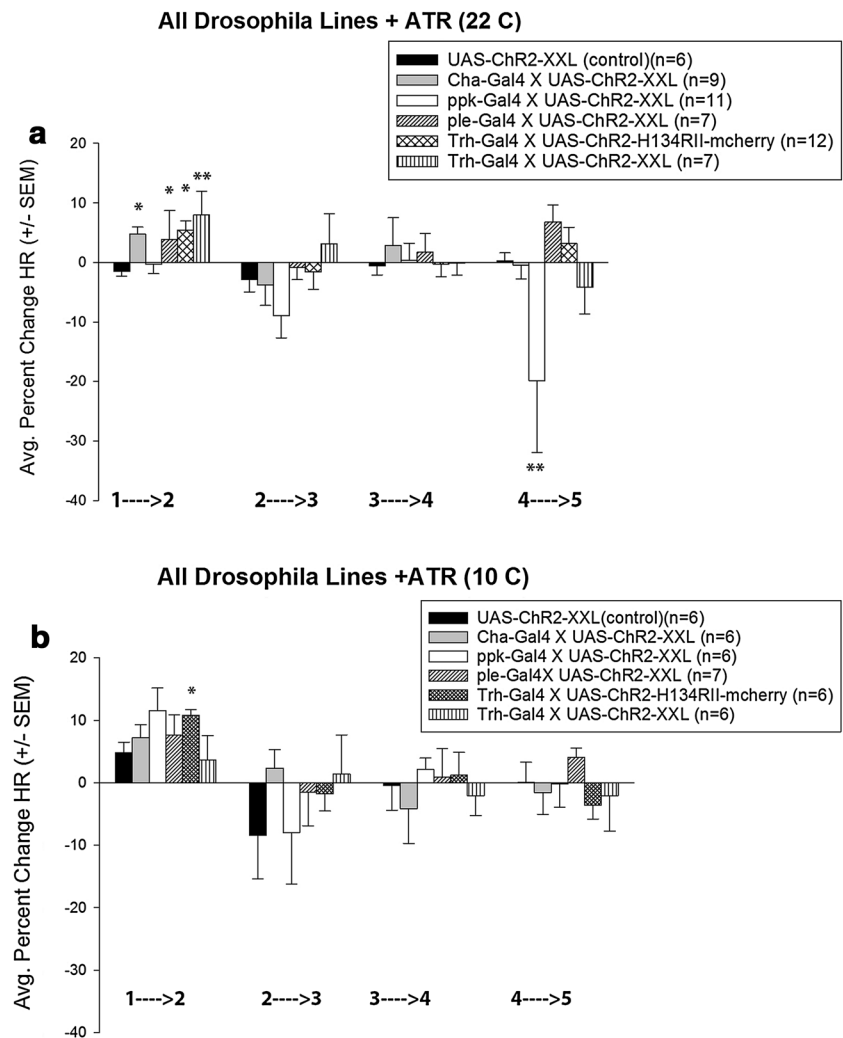 All Drosophila Lines + ATR (22 C)
UAS-ChR2-XXL (control)(n=6)
Cha-Gal4 X UAS-ChR2-XXL (n=9)
ppk-Gal4 X UAS-ChR2-XXL (n=11)
ple-Gal4 X UAS-ChR2-XXL (n=7)
Trh-Gal4 X UAS-ChR2-H134RII-mcherry (n=12)
Trh-Gal4 X UAS-ChR2-XXL (n=7)
a
Avg. Percent Change HR (+/- SEM)
20
10
0
-10
-20
-30
-40
* * * **
**
1---->2 2---->3 3---->4 4---->5
All Drosophila Lines +ATR (10 C)
UAS-ChR2-XXL(control)(n=6)
Cha-Gal4 X UAS-ChR2-XXL (n=6)
ppk-Gal4 X UAS-ChR2-XXL (n=6)
ple-Gal4X UAS-ChR2-XXL (n=7)
Trh-Gal4X UAS-ChR2-H134RII-mcherry (n=6)
Trh-Gal4 X UAS-ChR2-XXL (n=6)
b
Avg. Percent Change HR (+/- SEM)
20
10
0
-10
-20
-30
-40
*
1---->2 2---->3 3---->4 4---->5